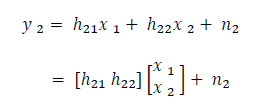 y ₂ = h₂₁x ₁ + h₂₂x ₂ + n₂
= [h₂₁ h₂₂] [x ₁ x ₂] + n₂